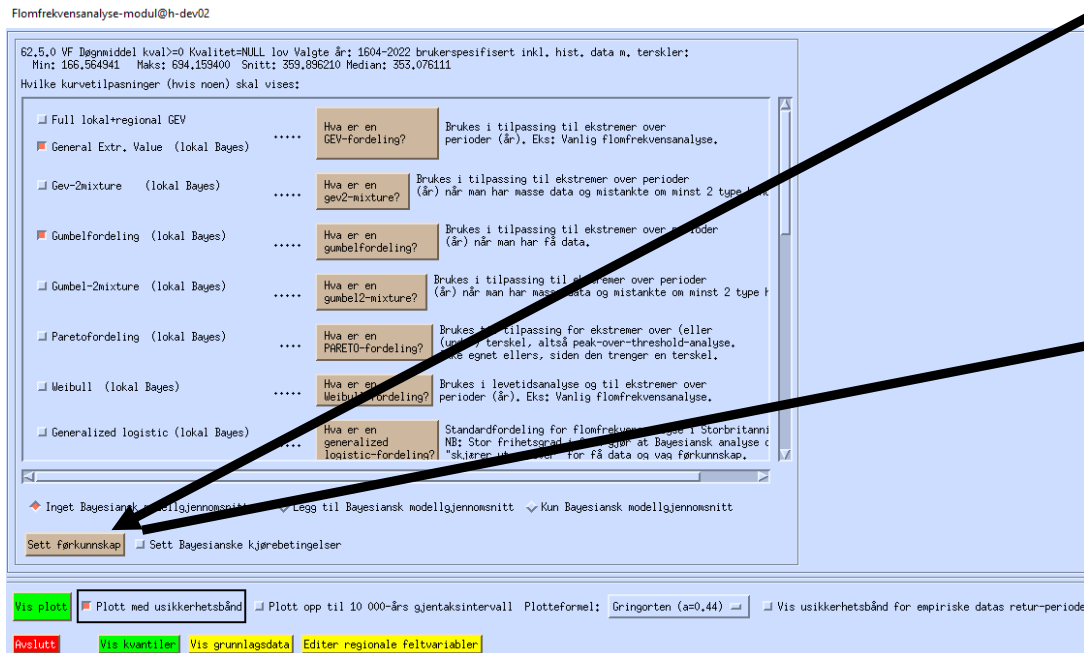 Flomfrekvensanalyse-modul@h-dev02
62.5.0 VF Døgnmiddel kval>=0 Kvalitet=NULL lov Valgte år: 1604-2022 brukerspesifisert inkl. hist. data m. terskler:
Min: 166.564941 Maks: 694.159400 Snitt: 359.896210 Median: 353.076111
Hvilke kurvetilpasninger (hvis noen) skal vises:
Full lokal+regional GEV
General Extr. Value (lokal Bayes)
.....
Hva er en
GEV-fordeling?
Brukes i tilpassing til ekstremer over
perioder (år). Eks: Vanlig flomfrekvensanalyse.
Gev-2mixture (lokal Bayes)
.....
Hva er en
gev2-mixture?
Brukes i tilpassing til ekstremer over perioder
(år) når man har masse data og mistankte om minst 2 type
Gumbelfordeling (lokal Bayes)
.....
Hva er en
gumbelfordeling?
Brukes i tilpassing til ekstremer over perioder
(år) når man har få data.
Gumbel-2mixture (lokal Bayes)
.....
Hva er en
gumbel2-mixture?
Brukes i tilpassing til ekstremer over perioder
(år) når man har masse data og mistankte om minst 2 type h
Paretofordeling (lokal Bayes)
....
Hva er en
PARETO-fordeling?
Brukes i tilpassing for ekstremer over (eller
(under) terskel, altså peak-over-threshold-analyse.
Ikke egnet ellers, siden den trenger en terskel.
Weibull (lokal Bayes)
.....
Hva er en
Weibull-fordeling?
Brukes i levetidsanalyse og til ekstremer over
perioder (år). Eks: Vanlig flomfrekvensanalyse.
Generalized logistic (lokal Bayes)
....
Hva er en
generalized
logistic-fordeling?
Standardfordeling for flomfrekvensanalyse i Storbritanni
NB: Stor frihetsgrad i gjør at Bayesiansk analyse
"skjærer for få data og vag førkunnskap.
Inget Bayesiansk modellgjennomsnitt Legg til Bayesiansk modellgjennomsnitt Kun Bayesiansk modellgjennomsnitt
Sett førkunnskap Sett Bayesianske kjørebetingelser
Vis plott Plott med usikkerhetsbånd Plott opp til 10 000-års gjentaksintervall Plotteformel: Gringorten (a=0.44) Vis usikkerhetsbånd for empiriske datas retur-periode
Avslutt Vis kvantiler Vis grunnlagsdata Editer regionale feltvariabler